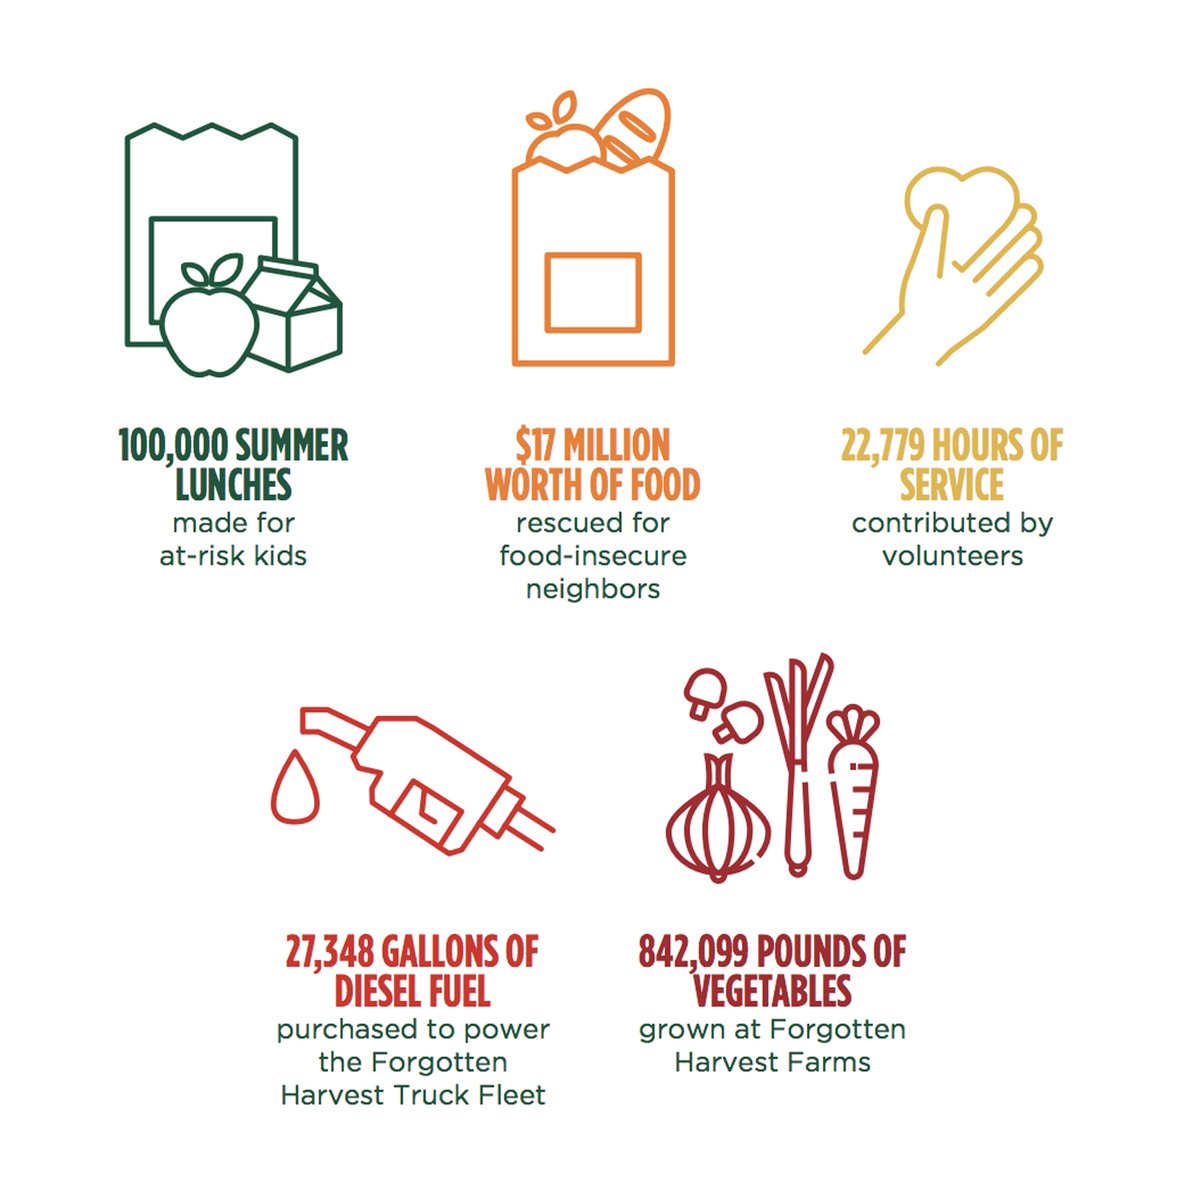 100,000 SUMMER
LUNCHES
made for
at-risk kids
$17 MILLION
WORTH OF FOOD
rescued for
food-insecure
neighbors
22,779 HOURS OF
SERVICE
contributed by
volunteers
27,348 GALLONS OF
DIESEL FUEL
purchased to power
the Forgotten
Harvest Truck Fleet
842,099 POUNDS OF
VEGETABLES
grown at Forgotten
Harvest Farms